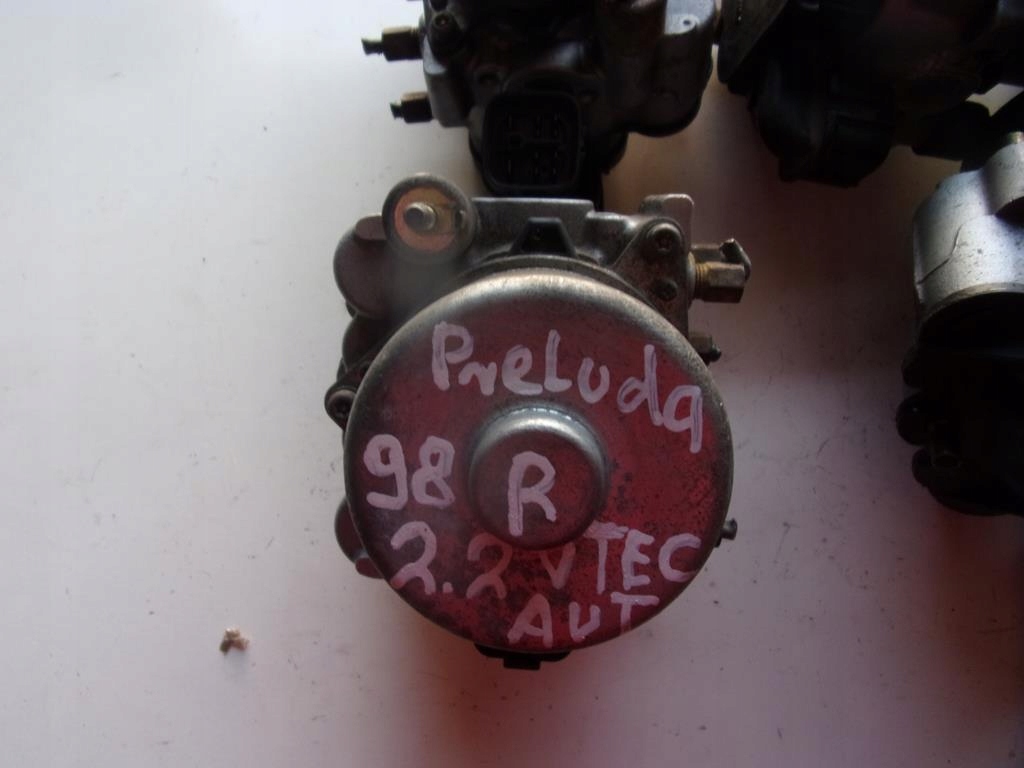 Preluda
98 R
2.2 VTEC
AUT